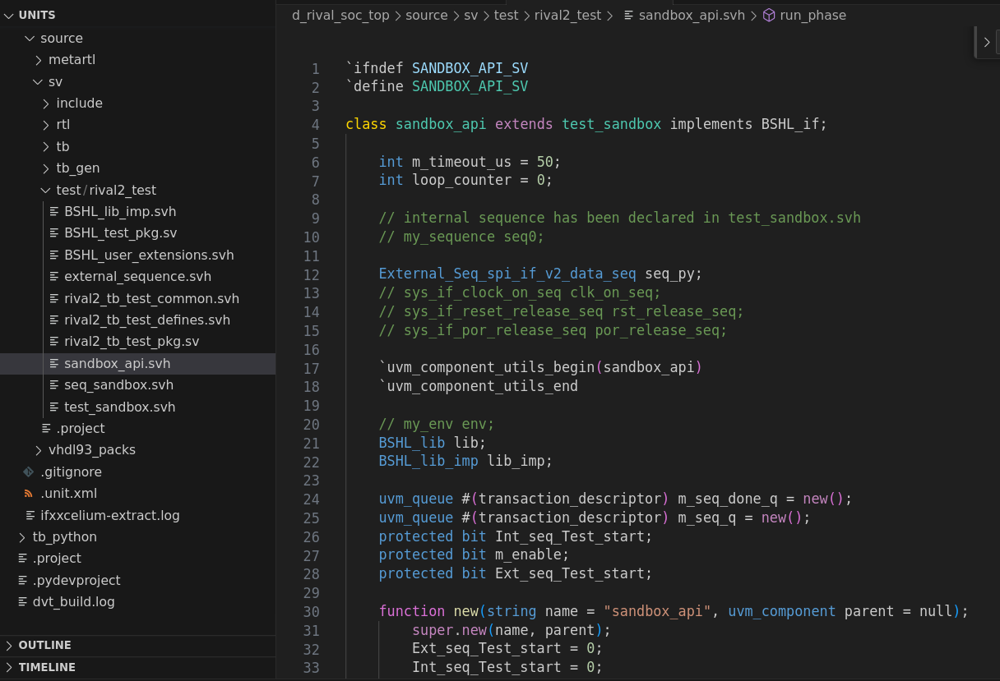 UNITS
source
metartl
sv
include
rtl
tb
tb_gen
test/rival2_test
BSHL_lib_imp.svh
BSHL_test_pkg.sv
BSHL_user_extensions.svh
external_sequence.svh
rival2_tb_test_common.svh
rival2_tb_test_defines.svh
rival2_tb_test_pkg.sv
sandbox_api.svh
seq_sandbox.svh
test_sandbox.svh
.project
vhdl93_packs
.gitignore
.unit.xml
ifxxcelium-extract.log
tb_python
.project
.pydevproject
dvt_build.log
OUTLINE
TIMELINE
d_rival_soc_top > source > sv > test > rival2_test > sandbox_api.svh > run_phase
1 `ifndef SANDBOX_API_SV
2 `define SANDBOX_API_SV
3
4 class sandbox_api extends test_sandbox implements BSHL_if;
5
6     int m_timeout_us = 50;
7     int loop_counter = 0;
8
9     // internal sequence has been declared in test_sandbox.svh
10     // my_sequence seq0;
11
12     External_Seq_spi_if_v2_data_seq seq_py;
13     // sys_if_clock_on_seq clk_on_seq;
14     // sys_if_reset_release_seq rst_release_seq;
15     // sys_if_por_release_seq por_release_seq;
16
17     `uvm_component_utils_begin(sandbox_api)
18     `uvm_component_utils_end
19
20     // my_env env;
21     BSHL_lib lib;
22     BSHL_lib_imp lib_imp;
23
24     uvm_queue #(transaction_descriptor) m_seq_done_q = new();
25     uvm_queue #(transaction_descriptor) m_seq_q = new();
26     protected bit Int_seq_Test_start;
27     protected bit m_enable;
28     protected bit Ext_seq_Test_start;
29
30     function new(string name = "sandbox_api", uvm_component parent = null);
31         super.new(name, parent);
32         Ext_seq_Test_start = 0;
33         Int_seq_Test_start = 0;